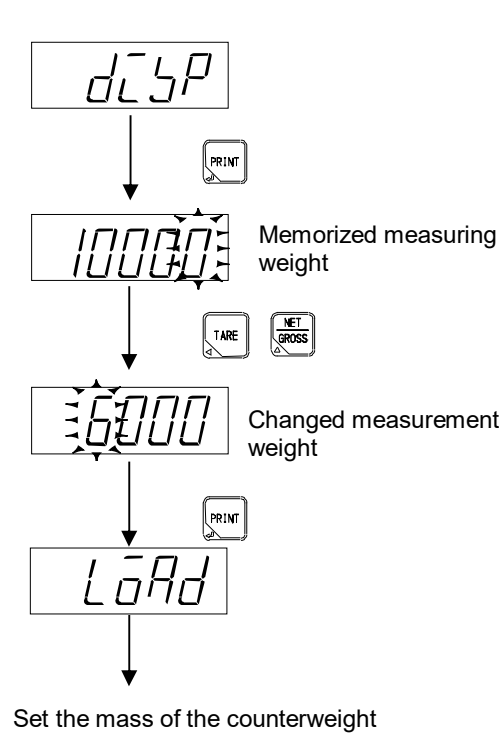 diSP
PRINT
10000
Memorized measuring
weight
TARE
NET
GROSS
6000
Changed measurement
weight
PRINT
LoAd
Set the mass of the counterweight